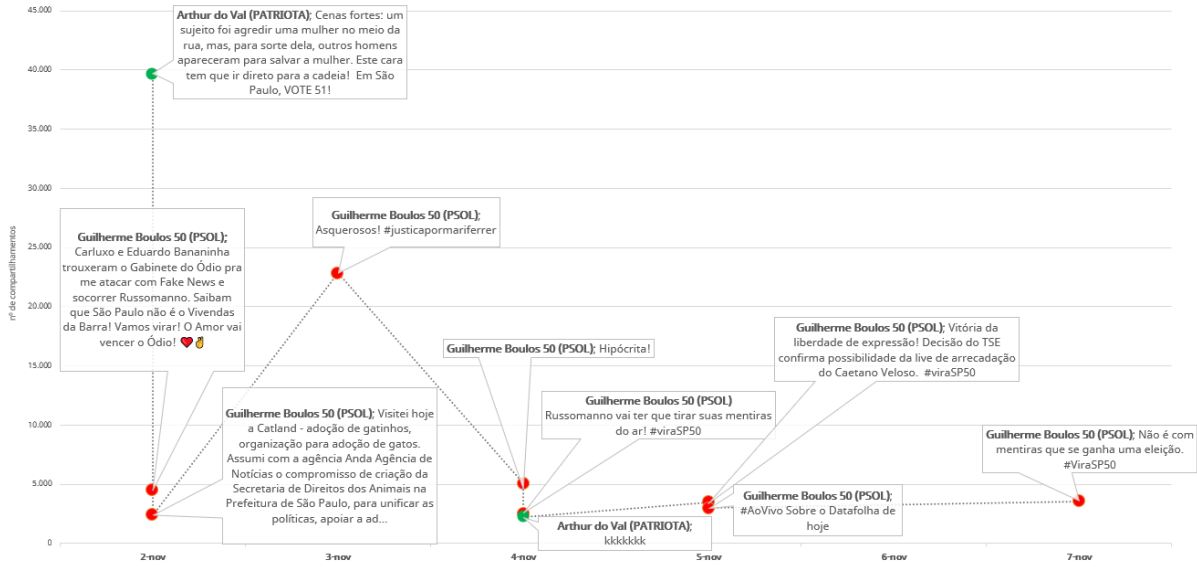 45.000
40.000
35.000
30.000
25.000
20.000
15.000
10.000
5.000
0
nº de compartilhamentos
Arthur do Val (PATRIOTA); Cenas fortes: um
sujeito foi agredir uma mulher no meio da
rua, mas, para sorte dela, outros homens
apareceram para salvar a mulher. Este cara
tem que ir direto para a cadeia! Em São
Paulo, VOTE 51!
Guilherme Boulos 50 (PSOL);
Carluxo e Eduardo Bananinha
trouxeram o Gabinete do Ódio pra
me atacar com Fake News e
socorrer Russomanno. Saibam
que São Paulo não é o Vivendas
da Barra! Vamos virar! O Amor vai
vencer o Ódio! ❤️✌️
Guilherme Boulos 50 (PSOL); Visitei hoje
a Catland - adoção de gatinhos,
organização para adoção de gatos.
Assumi com a agência Anda Agência de
Notícias o compromisso de criação da
Secretaria de Direitos dos Animais na
Prefeitura de São Paulo, para unificar as
políticas, apoiar a ad...
Guilherme Boulos 50 (PSOL);
Asquerosos! #justicapormariferrer
Guilherme Boulos 50 (PSOL); Hipócrita!
Guilherme Boulos 50 (PSOL)
Russomanno vai ter que tirar suas mentiras
do ar! #viraSP50
Arthur do Val (PATRIOTA);
kkkkkkk
Guilherme Boulos 50 (PSOL); Vitória da
liberdade de expressão! Decisão do TSE
confirma possibilidade da live de arrecadação
do Caetano Veloso. #viraSP50
Guilherme Boulos 50 (PSOL);
#AoVivo Sobre o Datafolha de
hoje
Guilherme Boulos 50 (PSOL); Não é com
mentiras que se ganha uma eleição.
#ViraSP50
2-nov
3-nov
4-nov
5-nov
6-nov
7-nov